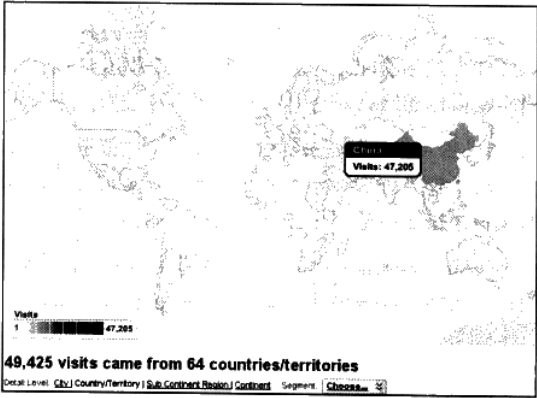 China
Visits: 47,205
Visits
1 47,205
49,425 visits came from 64 countries/territories
Detail Level: City | Country/Territory | Sub Continent Region | Continent Segment: Choose...